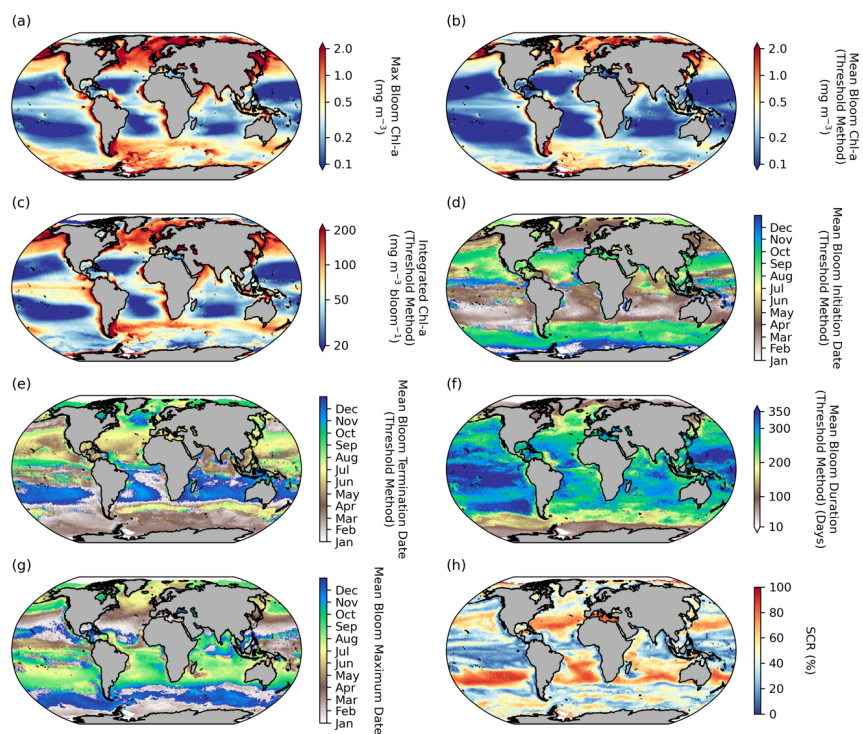 (a)
2.0
1.0
0.5
0.2
0.1
Max Bloom Chl-a
(mg m⁻³)
(b)
2.0
1.0
0.5
0.2
0.1
Mean Bloom Chl-a
(Threshold Method)
(mg m⁻³)
(c)
200
100
50
20
Integrated Chl-a
(Threshold Method)
(mg m⁻³ bloom⁻¹)
(d)
Dec
Nov
Oct
Sep
Aug
Jul
Jun
May
Apr
Mar
Feb
Jan
Mean Bloom Initiation Date
(Threshold Method)
(e)
Dec
Nov
Oct
Sep
Aug
Jul
Jun
May
Apr
Mar
Feb
Jan
Mean Bloom Termination Date
(Threshold Method)
(f)
350
300
200
100
10
Mean Bloom Duration
(Threshold Method) (Days)
(g)
Dec
Nov
Oct
Sep
Aug
Jul
Jun
May
Apr
Mar
Feb
Jan
Mean Bloom Maximum Date
(h)
100
80
60
40
20
0
SCR (%)